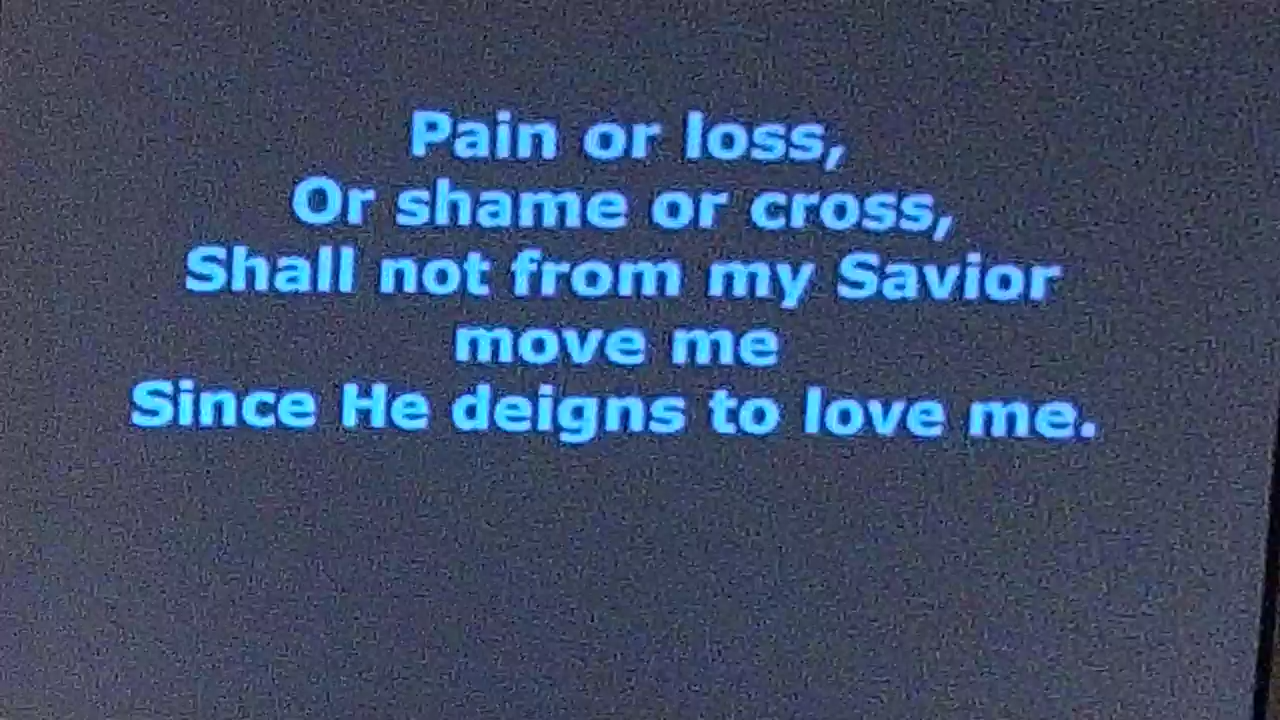 Pain or loss,
Or shame or cross,
Shall not from my Savior
move me
Since He deigns to love me.